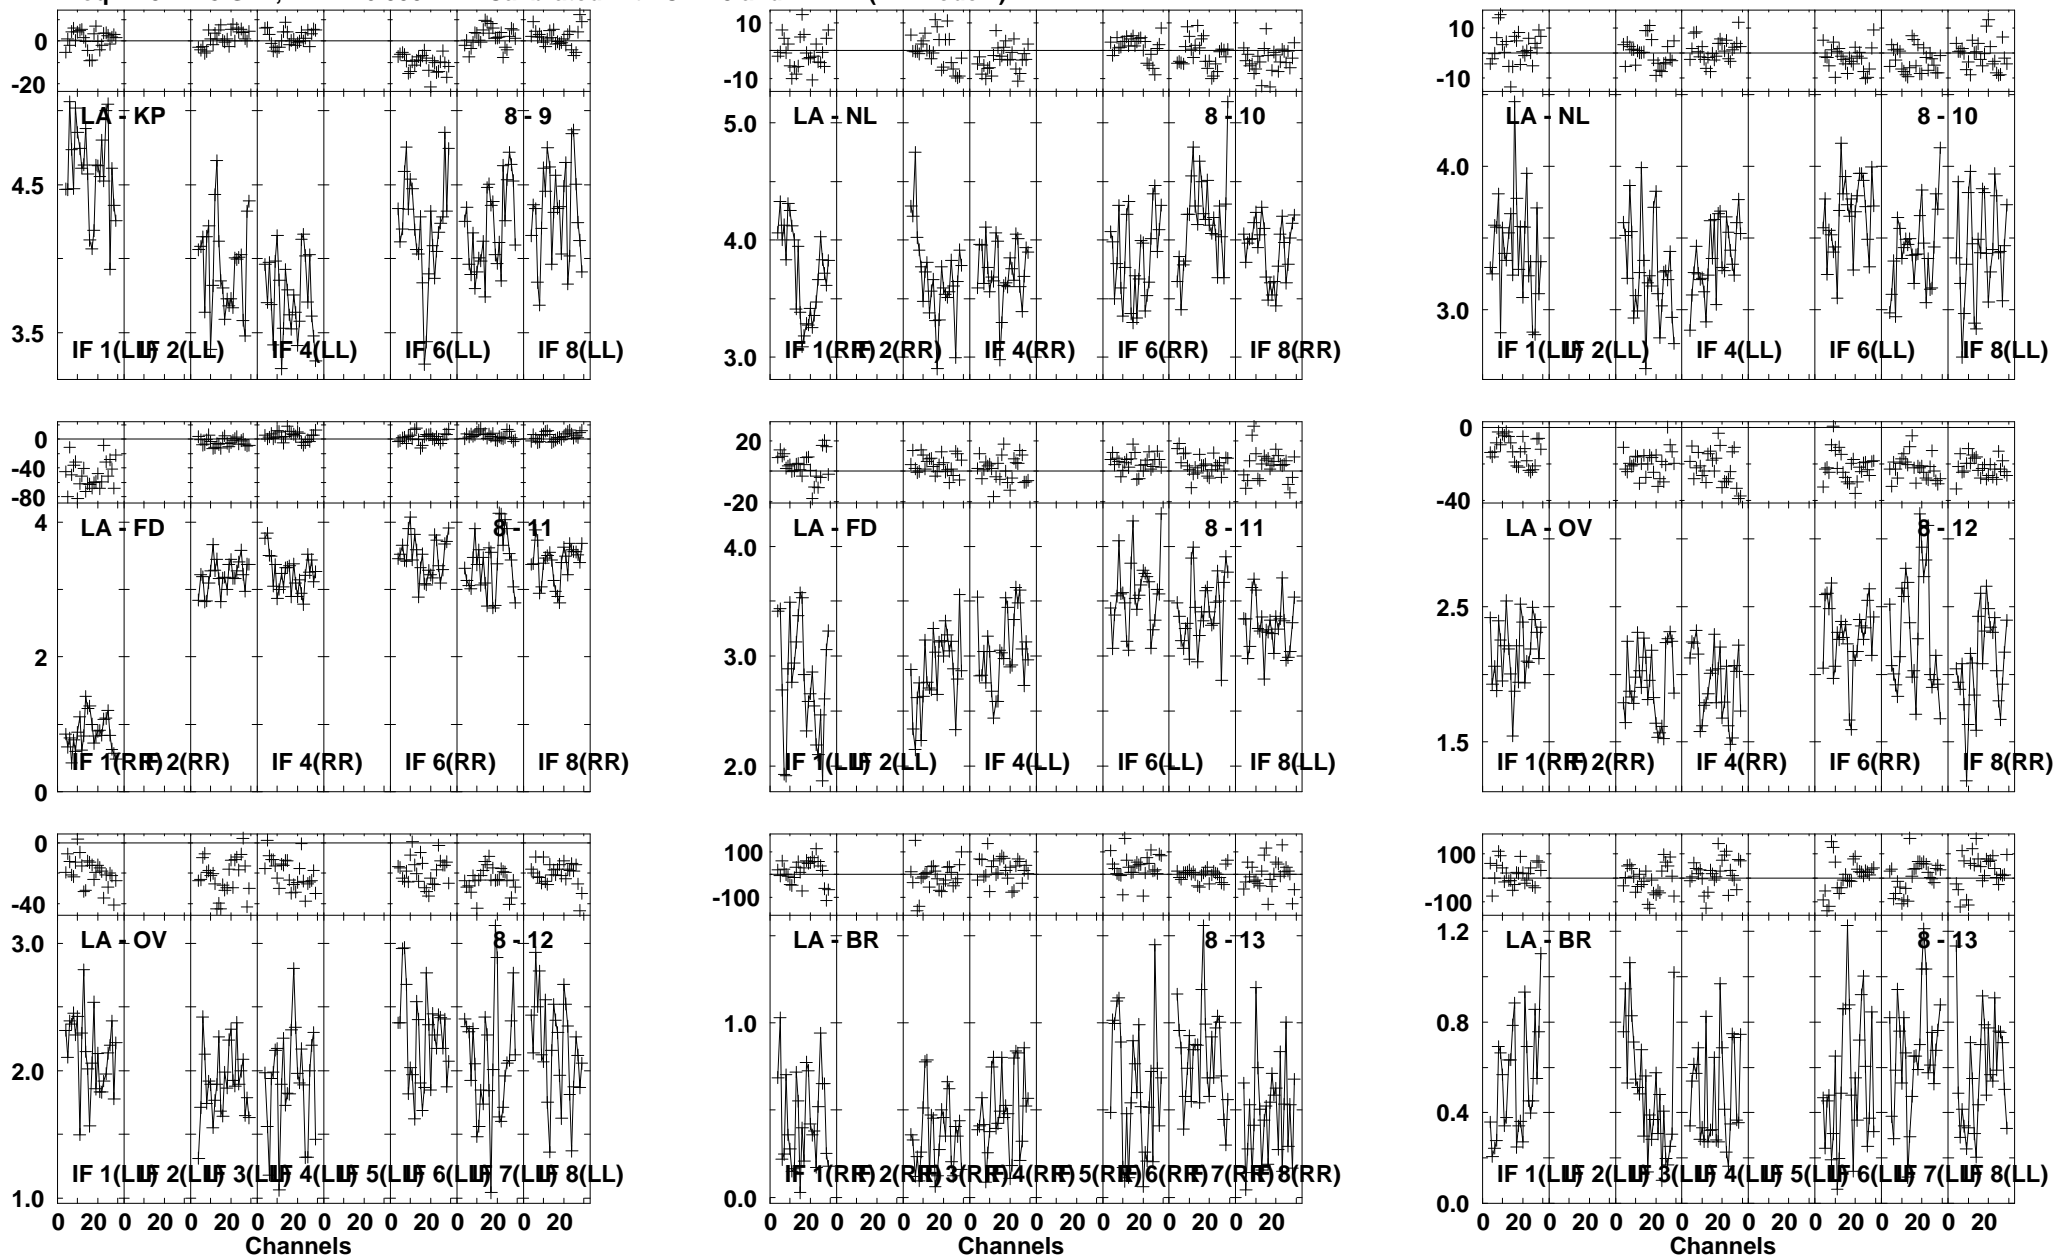 0
-20
LA - KP 8 - 9
4.5
3.5
IF 1(LL) IF 2(LL) IF 4(LL) IF 6(LL) IF 8(LL)
10
-10
LA - NL 8 - 10
5.0
4.0
3.0
IF 1(RR) IF 2(RR) IF 4(RR) IF 6(RR) IF 8(RR)
10
0
-10
LA - NL 8 - 10
4.0
3.0
IF 1(LL) IF 2(LL) IF 4(LL) IF 6(LL) IF 8(LL)
0
-40
-80
LA - FD 8 - 11
4
2
0
IF 1(RR) IF 2(RR) IF 4(RR) IF 6(RR) IF 8(RR)
20
-20
LA - FD 8 - 11
4.0
3.0
2.0
IF 1(LL) IF 2(LL) IF 4(LL) IF 6(LL) IF 8(LL)
0
-40
LA - OV 8 - 12
2.5
1.5
IF 1(RR) IF 2(RR) IF 4(RR) IF 6(RR) IF 8(RR)
0
-40
LA - OV 8 - 12
3.0
2.0
1.0
IF 1(LL) IF 2(LL) IF 3(LL) IF 4(LL) IF 5(LL) IF 6(LL) IF 7(LL) IF 8(LL)
0 20 0 20 0 20 0 20 0 20 0 20 0 20 0 20
Channels
100
-100
LA - BR 8 - 13
1.0
0.0
IF 1(RR) IF 2(RR) IF 3(RR) IF 4(RR) IF 5(RR) IF 6(RR) IF 7(RR) IF 8(RR)
0 20 0 20 0 20 0 20 0 20 0 20 0 20 0 20
Channels
100
-100
LA - BR 8 - 13
1.2
0.8
0.4
0.0
IF 1(LL) IF 2(LL) IF 3(LL) IF 4(LL) IF 5(LL) IF 6(LL) IF 7(LL) IF 8(LL)
0 20 0 20 0 20 0 20 0 20 0 20 0 20 0 20
Channels